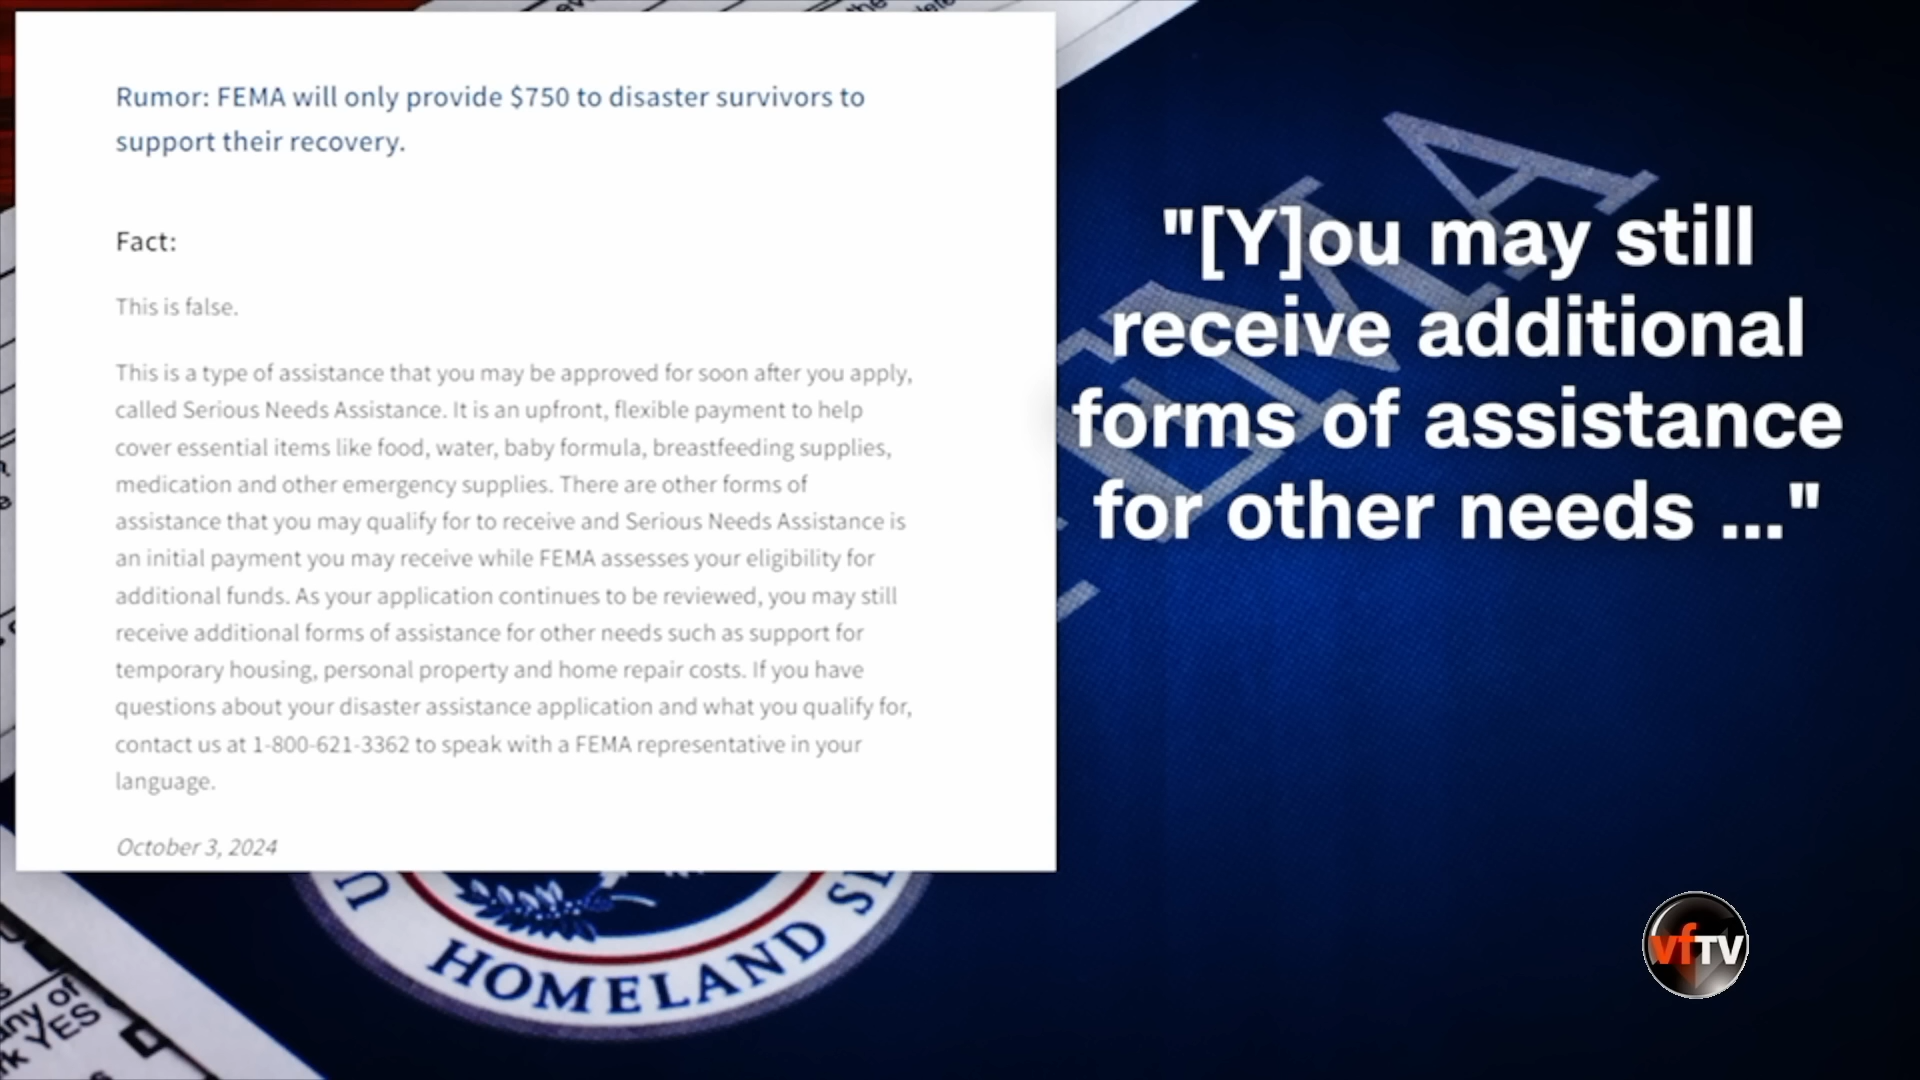 Rumor: FEMA will only provide $750 to disaster survivors to
support their recovery.
Fact:
This is false.
This is a type of assistance that you may be approved for soon after you apply,
called Serious Needs Assistance. It is an upfront, flexible payment to help
cover essential items like food, water, baby formula, breastfeeding supplies,
medication and other emergency supplies. There are other forms of
assistance that you may qualify for to receive and Serious Needs Assistance is
an initial payment you may receive while FEMA assesses your eligibility for
additional funds. As your application continues to be reviewed, you may still
receive additional forms of assistance for other needs such as support for
temporary housing, personal property and home repair costs. If you have
questions about your disaster assistance application and what you qualify for,
contact us at 1-800-621-3362 to speak with a FEMA representative in your
language.
October 3, 2024
"[Y]ou may still
receive additional
forms of assistance
for other needs ..."
FEMA
HOMELAND
any of
YES
the
vfTV